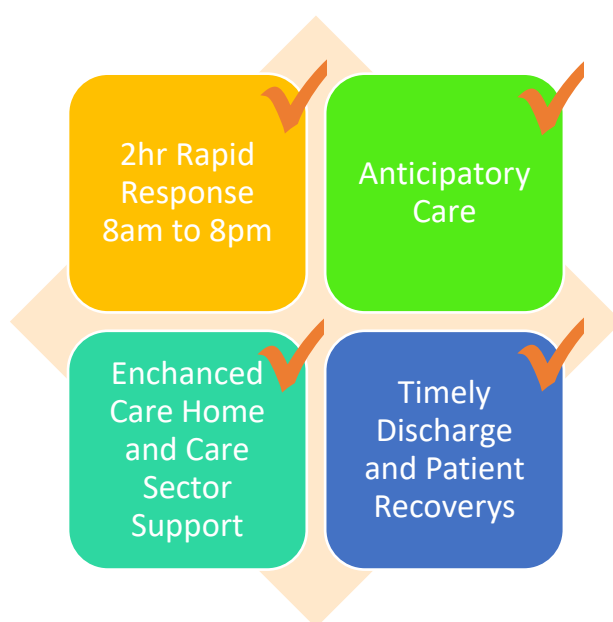 2hr Rapid
Response
8am to 8pm
Anticipatory
Care
Enchanced
Care Home
and Care
Sector
Support
Timely
Discharge
and Patient
Recoverys